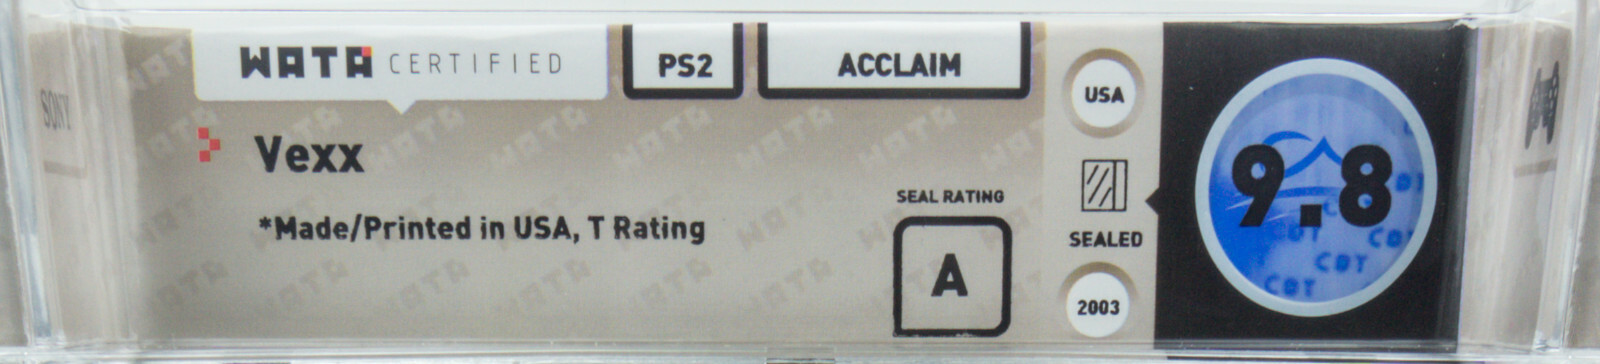 SONY
WATA CERTIFIED
PS2
ACCLAIM
USA
Vexx
*Made/Printed in USA, T Rating
SEAL RATING
A
SEALED
2003
9.8